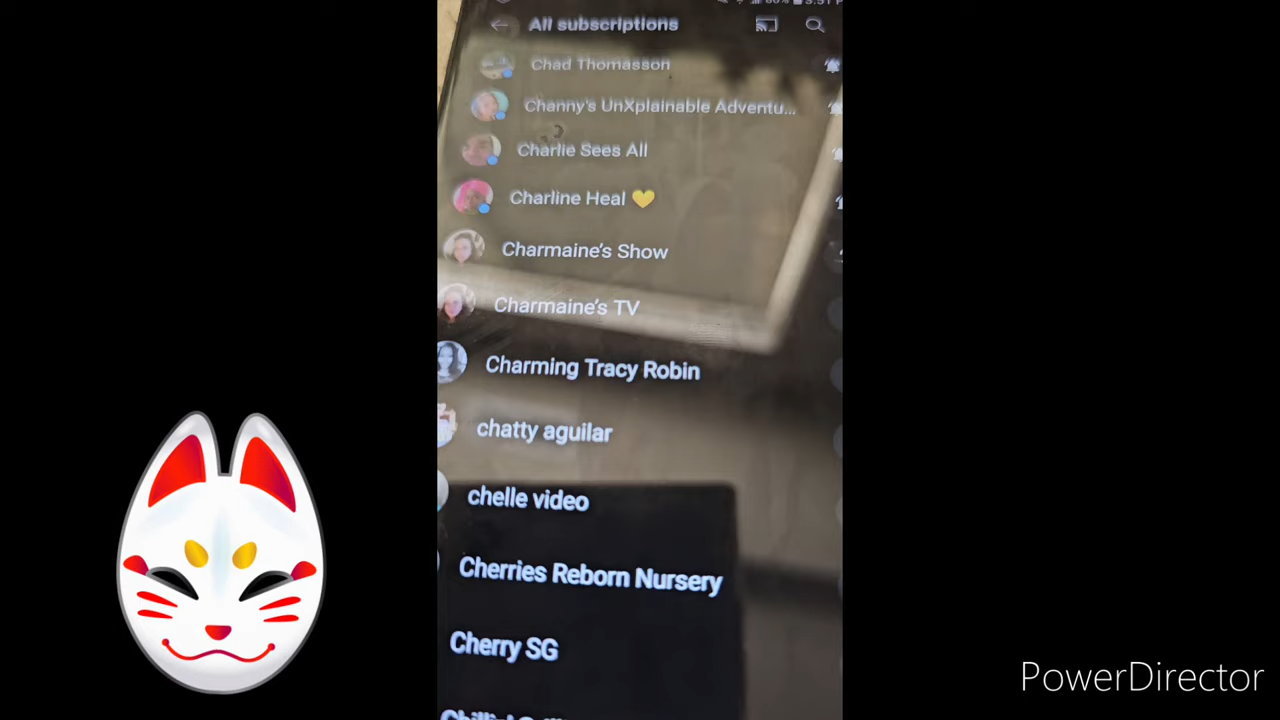 All subscriptions
Chad Thomasson
Channy's UnXplainable Adventu...
Charlie Sees All
Charline Heal 💛
Charmaine's Show
Charmaine's TV
Charming Tracy Robin
chatty aguilar
chelle video
Cherries Reborn Nursery
Cherry SG
PowerDirector